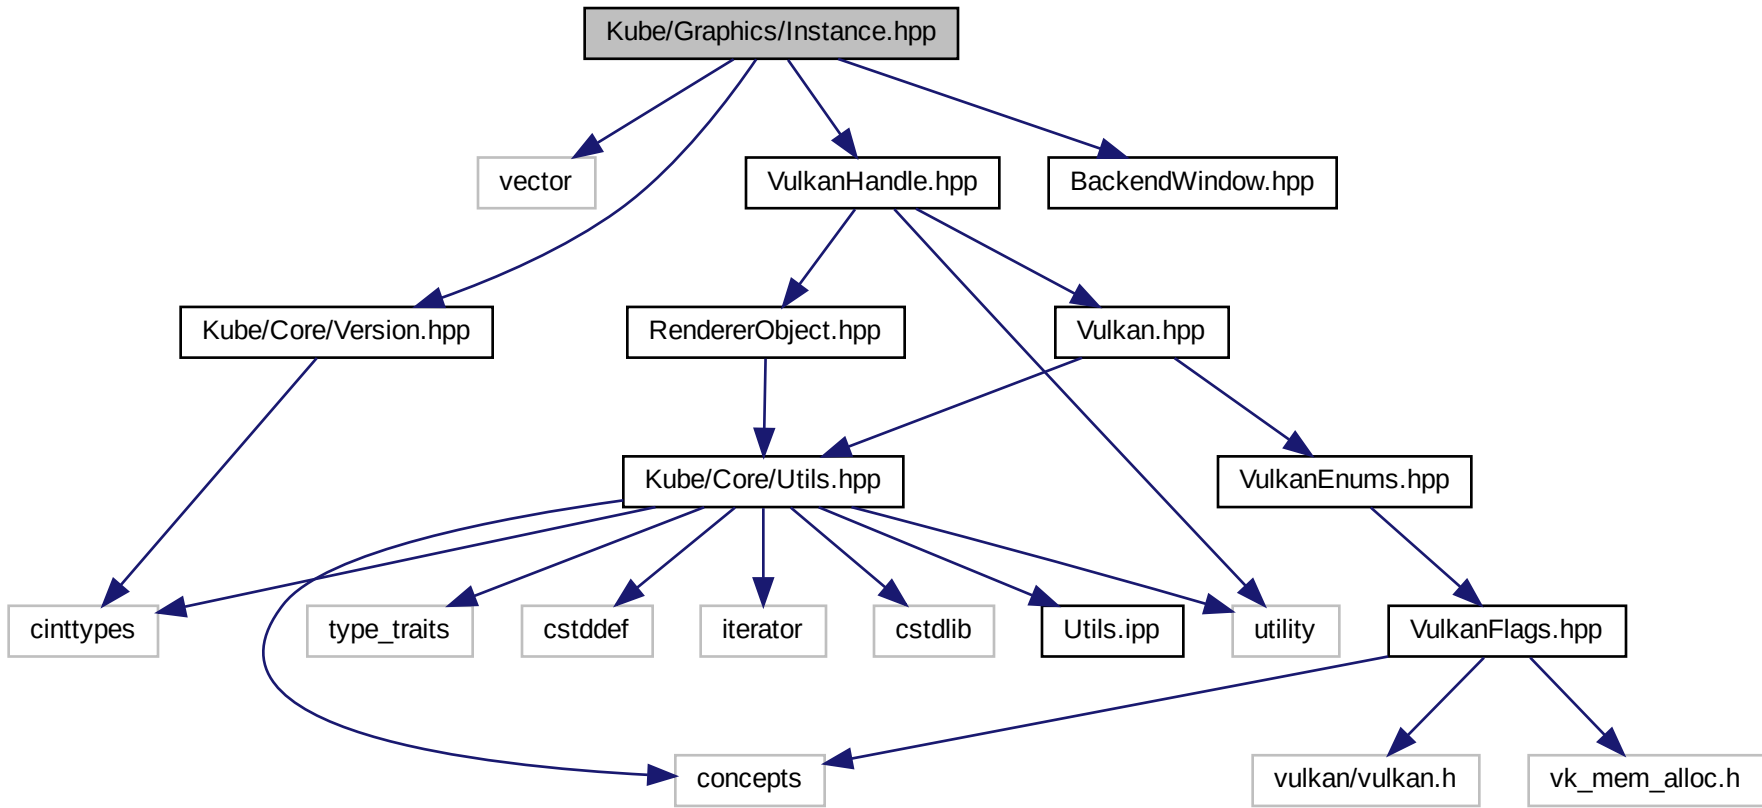 Kube/Graphics/Instance.hpp
vector
VulkanHandle.hpp
BackendWindow.hpp
Kube/Core/Version.hpp
RendererObject.hpp
Vulkan.hpp
Kube/Core/Utils.hpp
VulkanEnums.hpp
cinttypes
type_traits
cstddef
iterator
cstdlib
Utils.ipp
utility
VulkanFlags.hpp
concepts
vulkan/vulkan.h
vk_mem_alloc.h